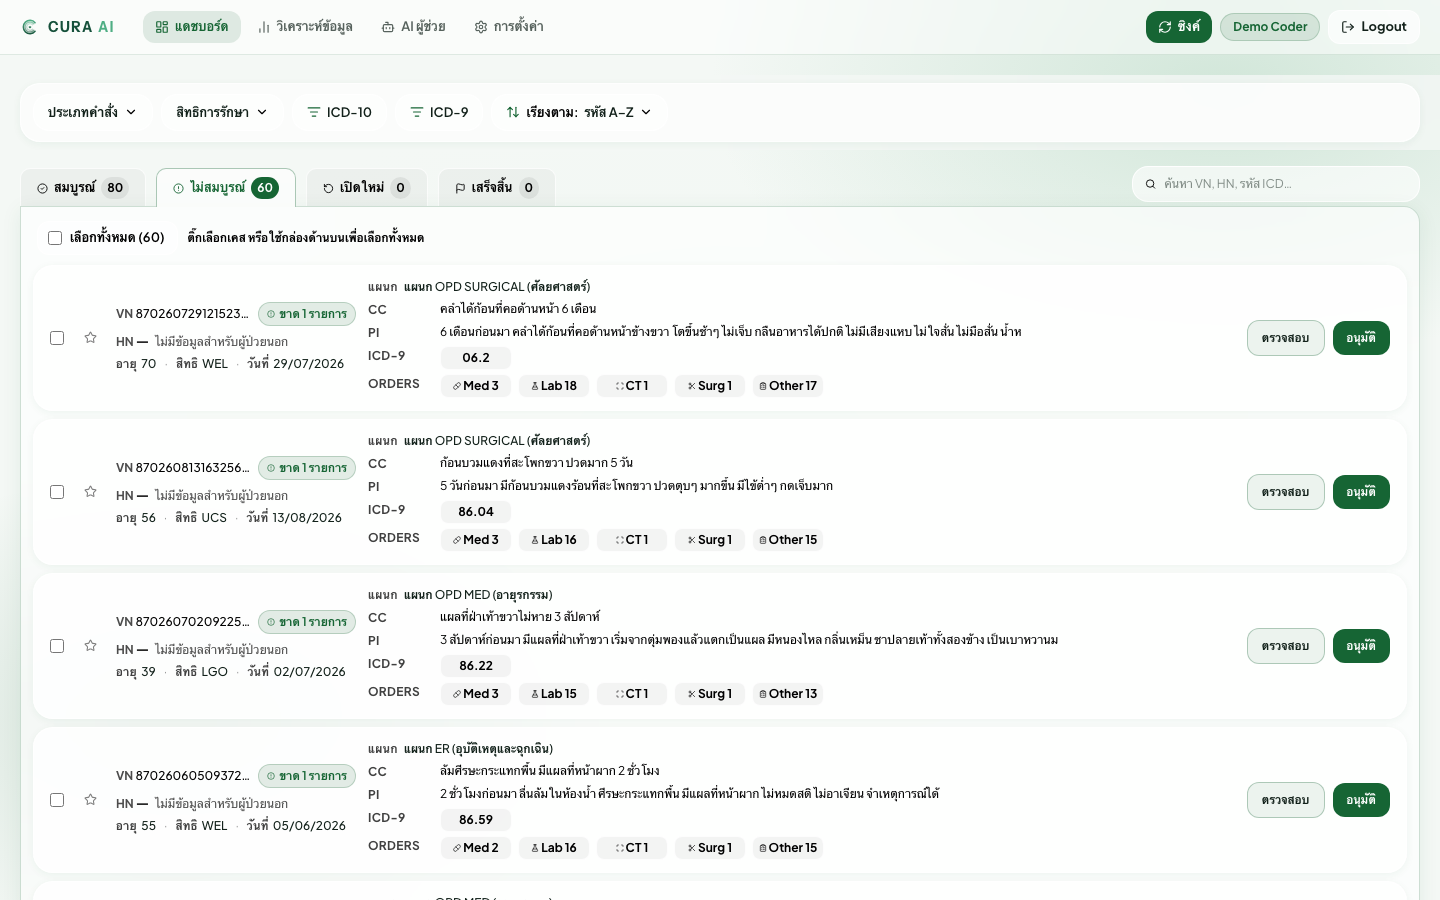 CURA AI
แดชบอร์ด
วิเคราะห์ข้อมูล
AI ผู้ช่วย
การตั้งค่า
ซิงค์
Demo Coder
Logout
ประเภทคำสั่ง
สิทธิการรักษา
ICD-10
ICD-9
เรียงตาม: รหัส A-Z
สมบูรณ์ 80
ไม่สมบูรณ์ 60
เปิดใหม่ 0
เสร็จสิ้น 0
ค้นหา VN, HN, รหัส ICD...
เลือกทั้งหมด (60)
ติ๊กเลือกเคส หรือใช้กล่องด้านบนเพื่อเลือกทั้งหมด
VN 870260729121523...
ขาด 1 รายการ
HN — ไม่มีข้อมูลสำหรับผู้ป่วยนอก
อายุ 70 · สิทธิ WEL · วันที่ 29/07/2026
แผนก แผนก OPD SURGICAL (ศัลยศาสตร์)
CC คลำได้ก้อนที่คอด้านหน้า 6 เดือน
PI 6 เดือนก่อนมา คลำได้ก้อนที่คอด้านหน้าข้างขวา โตขึ้นช้าๆ ไม่เจ็บ กลืนอาหารได้ปกติ ไม่มีเสียงแหบ ไม่ใจสั่น ไม่มือสั่น น้ำห
ICD-9 06.2
ORDERS Med 3 Lab 18 CT 1 Surg 1 Other 17
ตรวจสอบ
อนุมัติ
VN 870260813163256...
ขาด 1 รายการ
HN — ไม่มีข้อมูลสำหรับผู้ป่วยนอก
อายุ 56 · สิทธิ UCS · วันที่ 13/08/2026
แผนก แผนก OPD SURGICAL (ศัลยศาสตร์)
CC ก้อนบวมแดงที่สะโพกขวา ปวดมาก 5 วัน
PI 5 วันก่อนมา มีก้อนบวมแดงร้อนที่สะโพกขวา ปวดตุบๆ มากขึ้น มีไข้ต่ำๆ กดเจ็บมาก
ICD-9 86.04
ORDERS Med 3 Lab 16 CT 1 Surg 1 Other 15
ตรวจสอบ
อนุมัติ
VN 87026070209225...
ขาด 1 รายการ
HN — ไม่มีข้อมูลสำหรับผู้ป่วยนอก
อายุ 39 · สิทธิ LGO · วันที่ 02/07/2026
แผนก แผนก OPD MED (อายุรกรรม)
CC แผลที่ฝ่าเท้าขวาไม่หาย 3 สัปดาห์
PI 3 สัปดาห์ก่อนมา มีแผลที่ฝ่าเท้าขวา เริ่มจากตุ่มพองแล้วแตกเป็นแผล มีหนองไหล กลิ่นเหม็น ชาปลายเท้าทั้งสองข้าง เป็นเบาหวานม
ICD-9 86.22
ORDERS Med 3 Lab 15 CT 1 Surg 1 Other 13
ตรวจสอบ
อนุมัติ
VN 87026060509372...
ขาด 1 รายการ
HN — ไม่มีข้อมูลสำหรับผู้ป่วยนอก
อายุ 55 · สิทธิ WEL · วันที่ 05/06/2026
แผนก แผนก ER (อุบัติเหตุและฉุกเฉิน)
CC ล้มศีรษะกระแทกพื้น มีแผลที่หน้าผาก 2 ชั่วโมง
PI 2 ชั่วโมงก่อนมา ลื่นล้มในห้องน้ำ ศีรษะกระแทกพื้น มีแผลที่หน้าผาก ไม่หมดสติ ไม่อาเจียน จำเหตุการณ์ได้
ICD-9 86.59
ORDERS Med 2 Lab 16 CT 1 Surg 1 Other 15
ตรวจสอบ
อนุมัติ